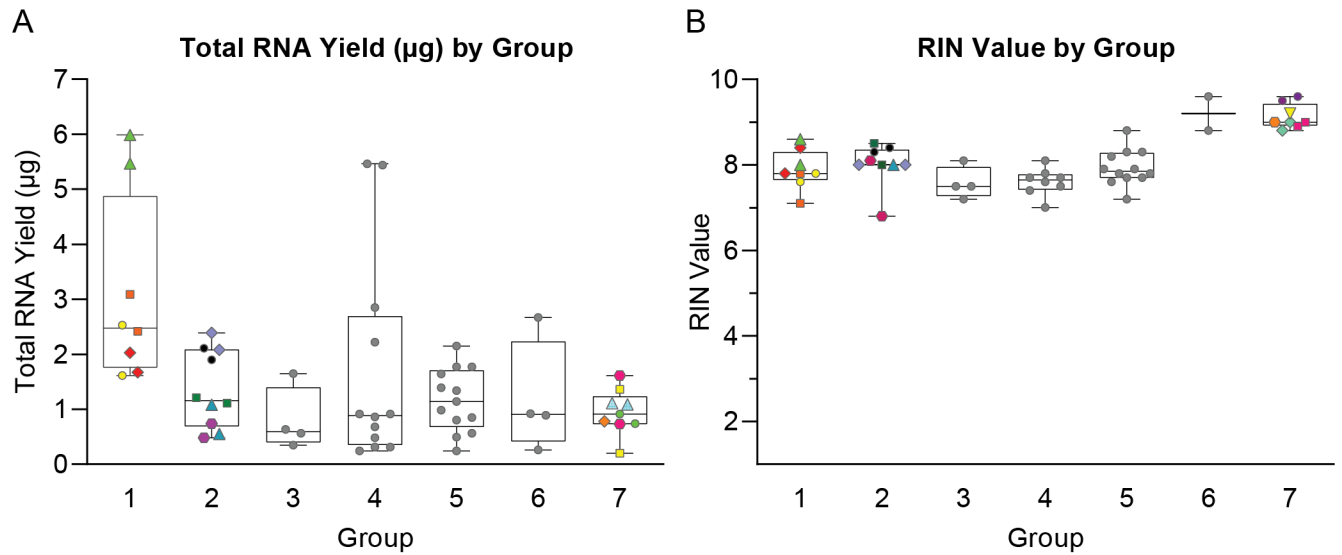 A
Total RNA Yield (µg) by Group
Total RNA Yield (µg)
7
6
5
4
3
2
1
0
1 2 3 4 5 6 7
Group
B
RIN Value by Group
RIN Value
10
8
6
4
2
1 2 3 4 5 6 7
Group